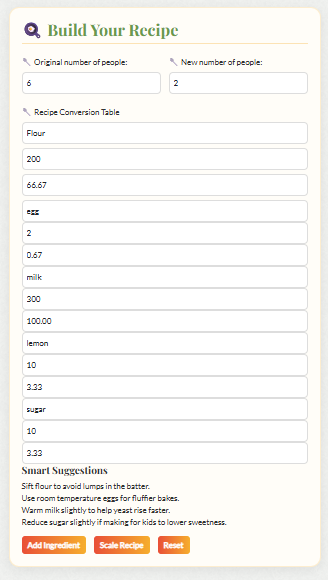 Build Your Recipe
Original number of people:
New number of people:
6
2
Recipe Conversion Table
Flour
200
66.67
egg
2
0.67
milk
300
100.00
lemon
10
3.33
sugar
10
3.33
Smart Suggestions
Sift flour to avoid lumps in the batter.
Use room temperature eggs for fluffier bakes.
Warm milk slightly to help yeast rise faster.
Reduce sugar slightly if making for kids to lower sweetness.
Add Ingredient
Scale Recipe
Reset